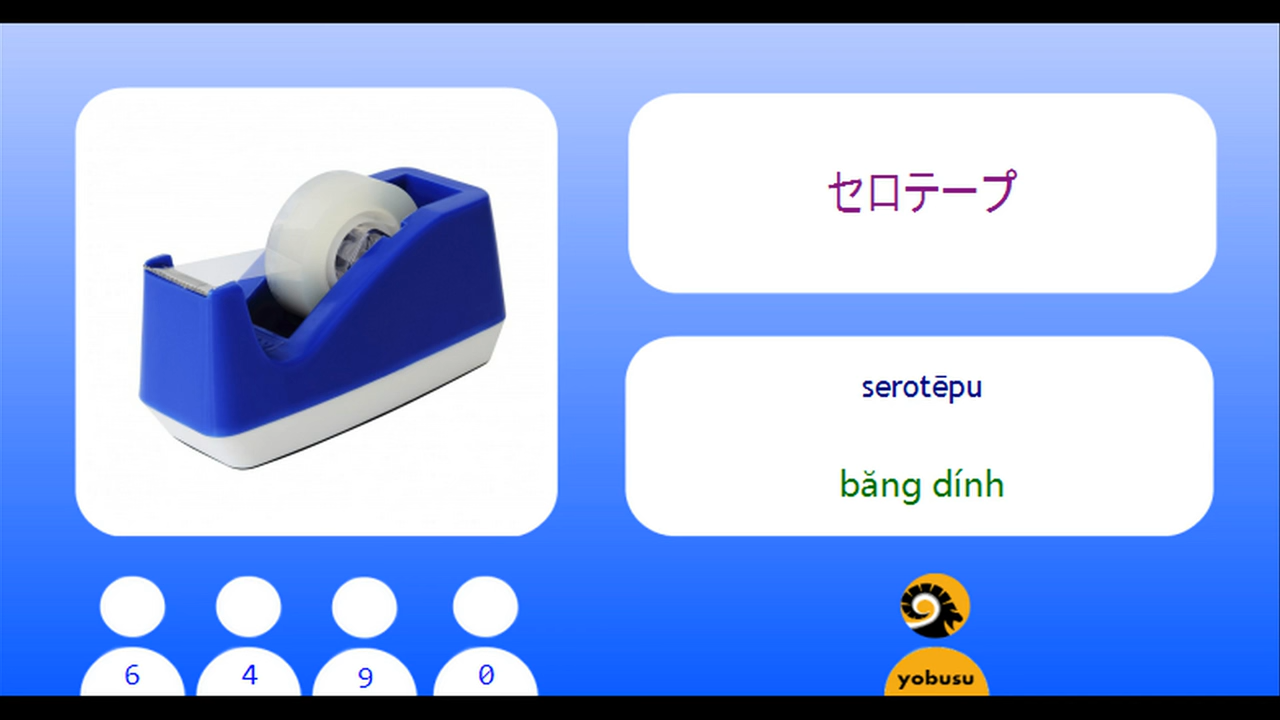 セロテープ
serotēpu
băng dính
6 4 9 0
yobusu